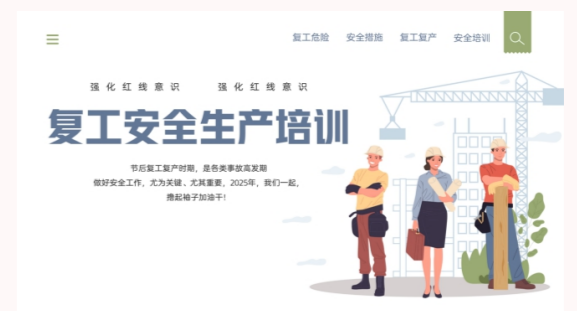 复工危险 安全措施 复工复产 安全培训
强化红线意识 强化红线意识
复工安全生产培训
节后复工复产时期，是各类事故高发期
做好安全工作，尤为关键、尤其重要，2025年，我们一起，
撸起袖子加油干！